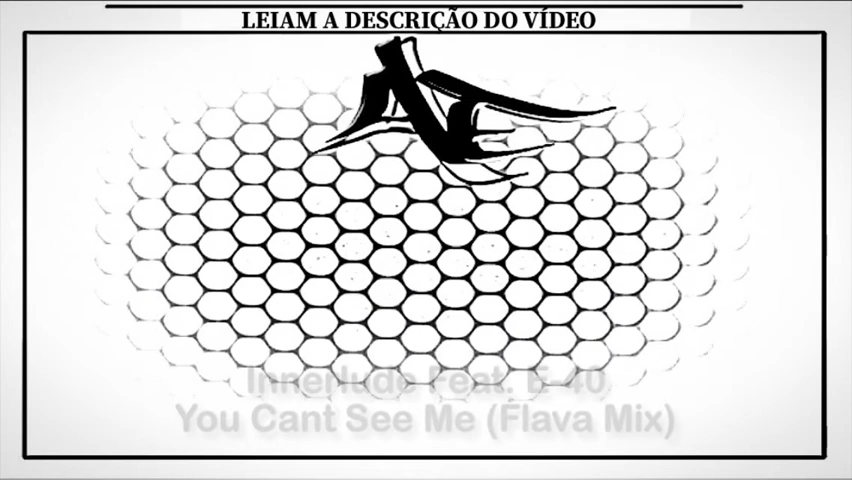 LEIAM A DESCRIÇÃO DO VÍDEO
Innerlude Feat. E-40
You Cant See Me (Flava Mix)